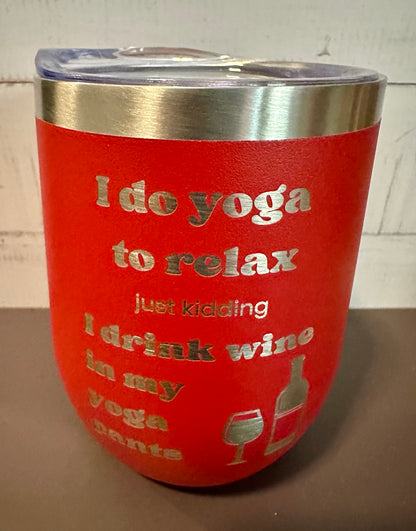 I do yoga
to relax
just kidding
I drink wine
in my
yoga
pants